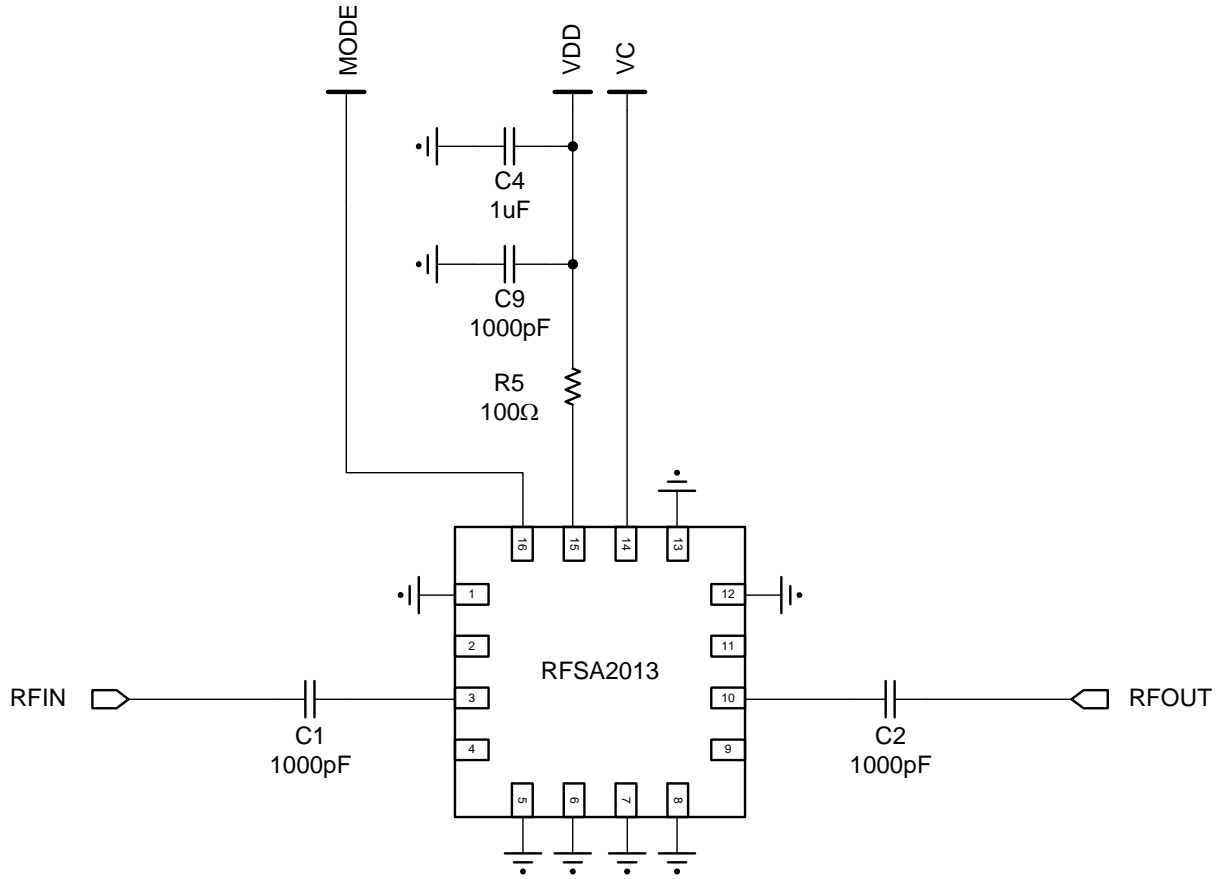 MODE
VDD
VC
C4
1uF
C9
1000pF
R5
100Ω
16
15
14
13
1
12
2
11
RFSA2013
RFIN
3
10
RFOUT
C1
1000pF
C2
1000pF
4
9
5
6
7
8